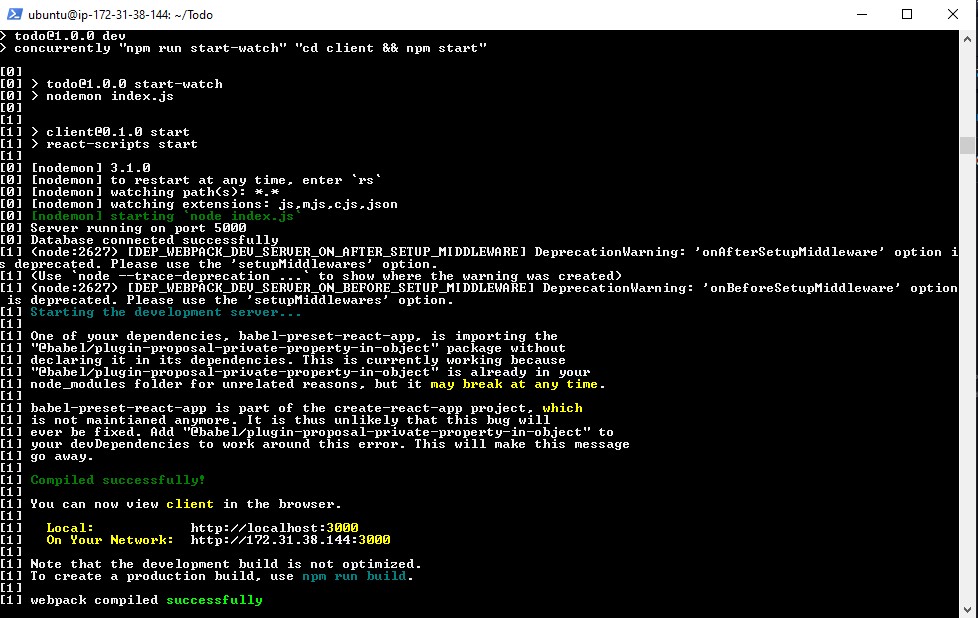 ubuntu@ip-172-31-38-144: ~/Todo
> todo@1.0.0 dev
> concurrently "npm run start-watch" "cd client && npm start"
[0]
[0] > todo@1.0.0 start-watch
[0] > nodemon index.js
[0]
[1]
[1] > client@0.1.0 start
[1] > react-scripts start
[1]
[0] [nodemon] 3.1.0
[0] [nodemon] to restart at any time, enter `rs`
[0] [nodemon] watching path(s): *.*
[0] [nodemon] watching extensions: js,mjs,cjs,json
[0] [nodemon] starting `node index.js`
[0] Server running on port 5000
[0] Database connected successfully
[1] (node:2627) [DEP_WEBPACK_DEV_SERVER_ON_AFTER_SETUP_MIDDLEWARE] DeprecationWarning: 'onAfterSetupMiddleware' option i
s deprecated. Please use the 'setupMiddlewares' option.
[1] (Use `node --trace-deprecation ...` to show where the warning was created)
[1] (node:2627) [DEP_WEBPACK_DEV_SERVER_ON_BEFORE_SETUP_MIDDLEWARE] DeprecationWarning: 'onBeforeSetupMiddleware' option
 is deprecated. Please use the 'setupMiddlewares' option.
[1] Starting the development server...
[1]
[1] One of your dependencies, babel-preset-react-app, is importing the
[1] "@babel/plugin-proposal-private-property-in-object" package without
[1] declaring it in its dependencies. This is currently working because
[1] "@babel/plugin-proposal-private-property-in-object" is already in your
[1] node_modules folder for unrelated reasons, but it may break at any time.
[1]
[1] babel-preset-react-app is part of the create-react-app project, which
[1] is not maintianed anymore. It is thus unlikely that this bug will
[1] ever be fixed. Add "@babel/plugin-proposal-private-property-in-object" to
[1] your devDependencies to work around this error. This will make this message
[1] go away.
[1]
[1] Compiled successfully!
[1]
[1] You can now view client in the browser.
[1]
[1]   Local:            http://localhost:3000
[1]   On Your Network:  http://172.31.38.144:3000
[1]
[1] Note that the development build is not optimized.
[1] To create a production build, use npm run build.
[1]
[1] webpack compiled successfully